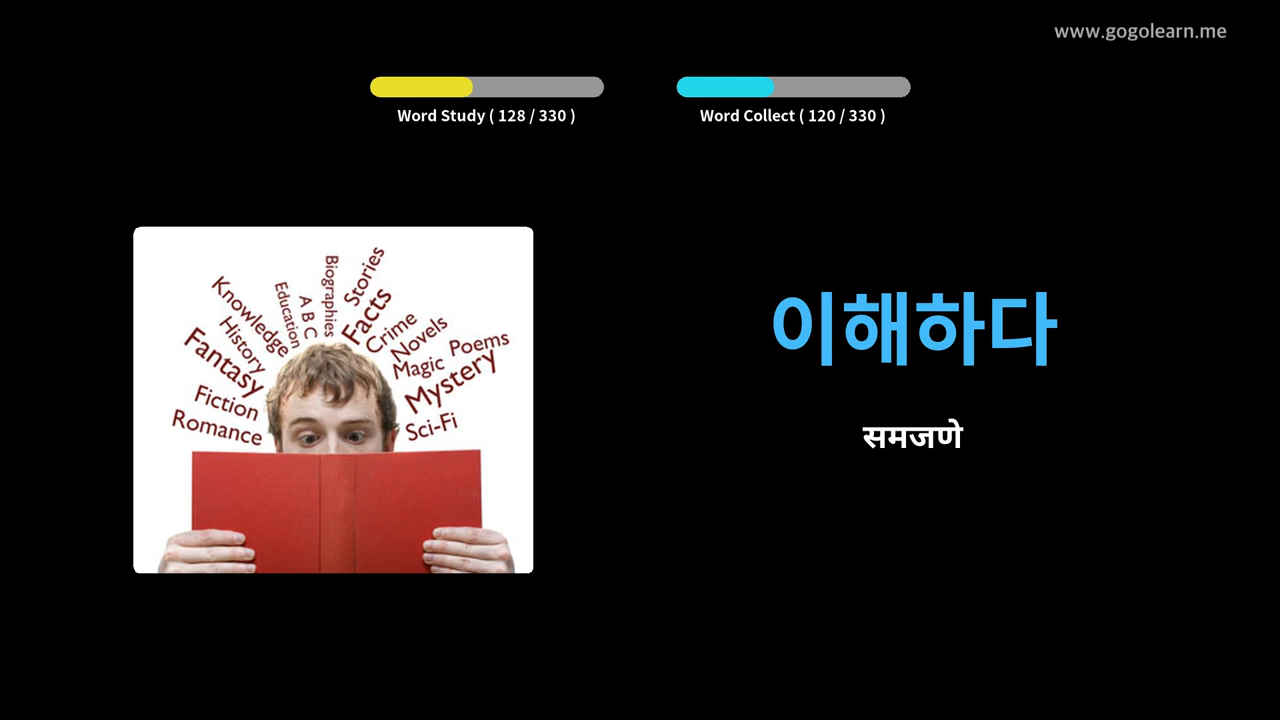 www.gogolearn.me
Word Study ( 128 / 330 )
Word Collect ( 120 / 330 )
Knowledge
Education
A B C
Biographies
Stories
Facts
History
Crime
Novels
Fantasy
Magic
Poems
Mystery
Fiction
Romance
Sci-Fi
이해하다
समजणे